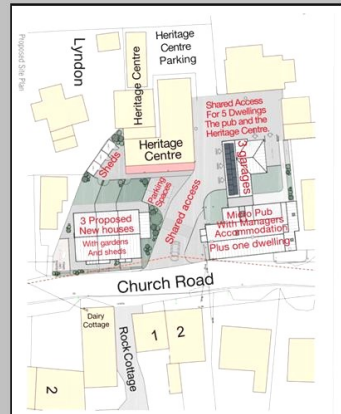 Proposed Site Plan
Lyndon
Heritage Centre
Heritage
Centre
Parking
Shared Access
For 5 Dwellings
The pub and the
Heritage Centre.
Heritage
Centre
Sheds
3 garages
Parking
Spaces
Shared access
3 Proposed
New houses
With gardens
And sheds
Micro Pub
With Managers
Accommodation
Plus one dwelling
Church Road
Dairy
Cottage
Rock Cottage
1
2
2